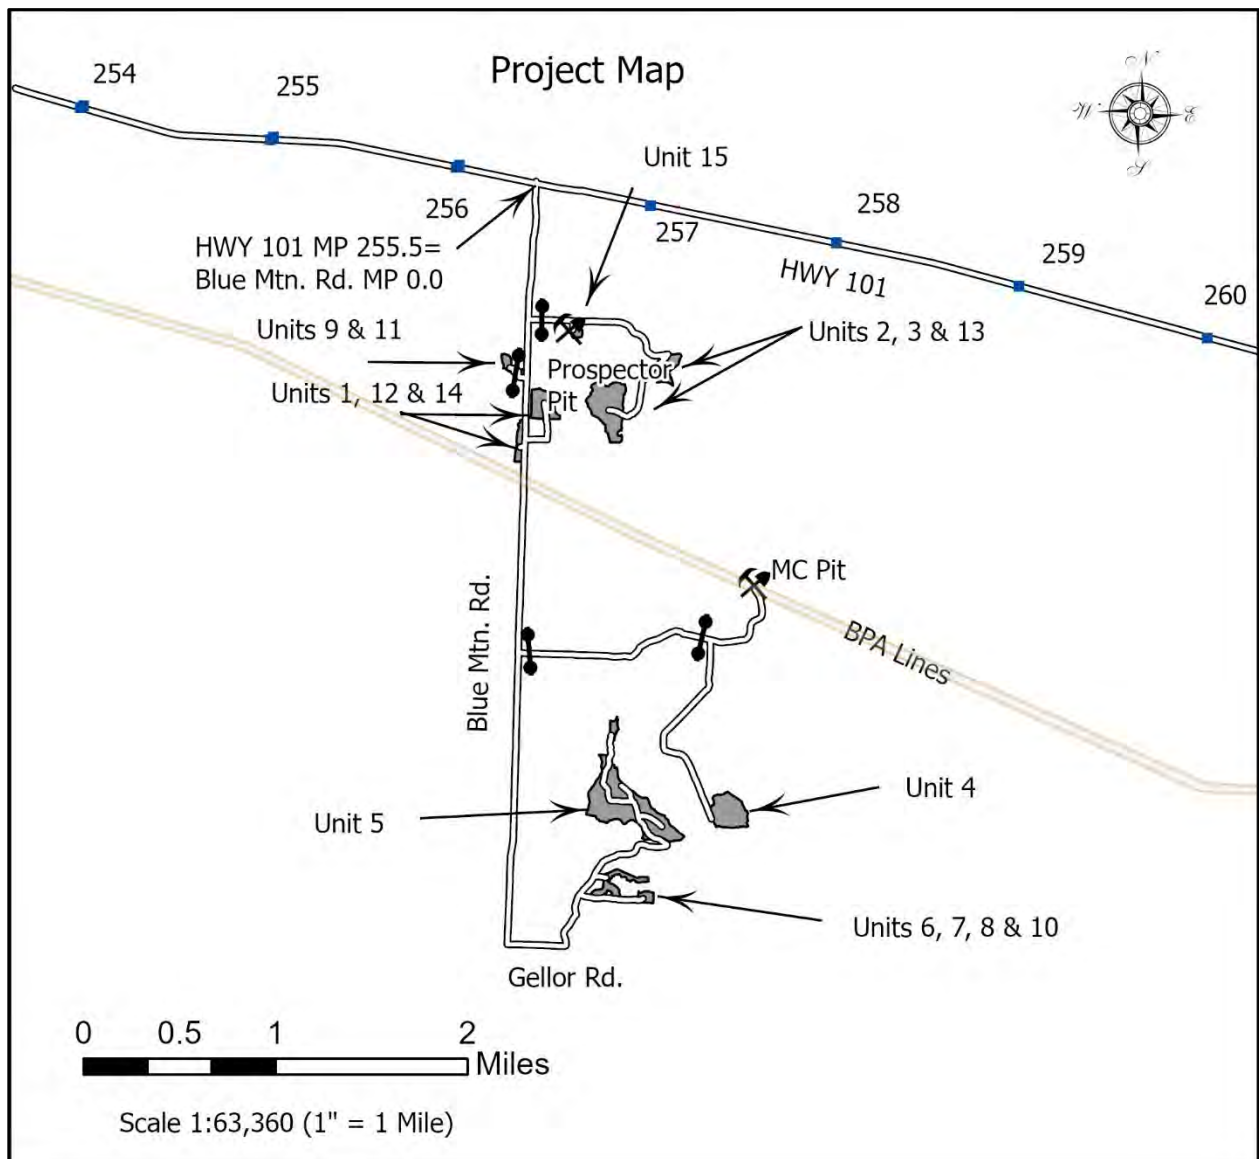 Project Map
254
255
256
257
258
259
260
N
W
E
S
Unit 15
HWY 101 MP 255.5=
Blue Mtn. Rd. MP 0.0
HWY 101
Units 9 & 11
Units 2, 3 & 13
Prospector
Pit
Units 1, 12 & 14
MC Pit
Blue Mtn. Rd.
BPA Lines
Unit 4
Unit 5
Units 6, 7, 8 & 10
Gellor Rd.
0 0.5 1 2
Miles
Scale 1:63,360 (1" = 1 Mile)